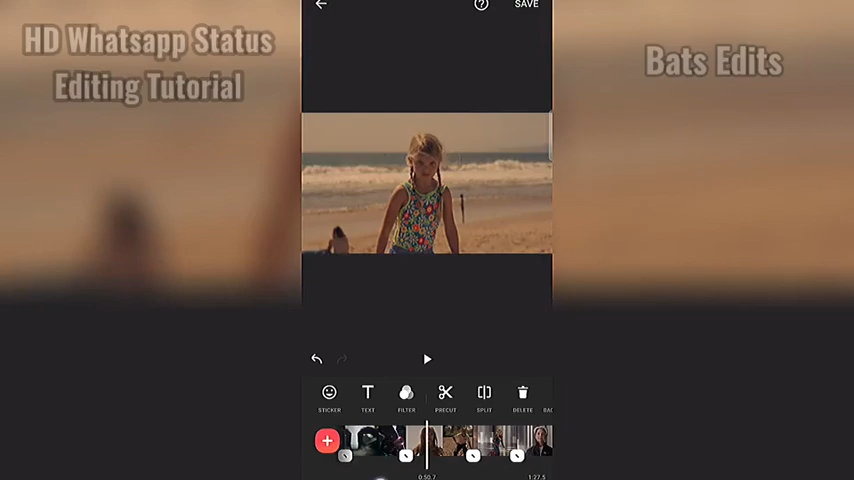 SAVE
HD Whatsapp Status
Editing Tutorial
Bats Edits
STICKER
TEXT
FILTER
PRECUT
SPLIT
DELETE
0:50.7
1:27.5